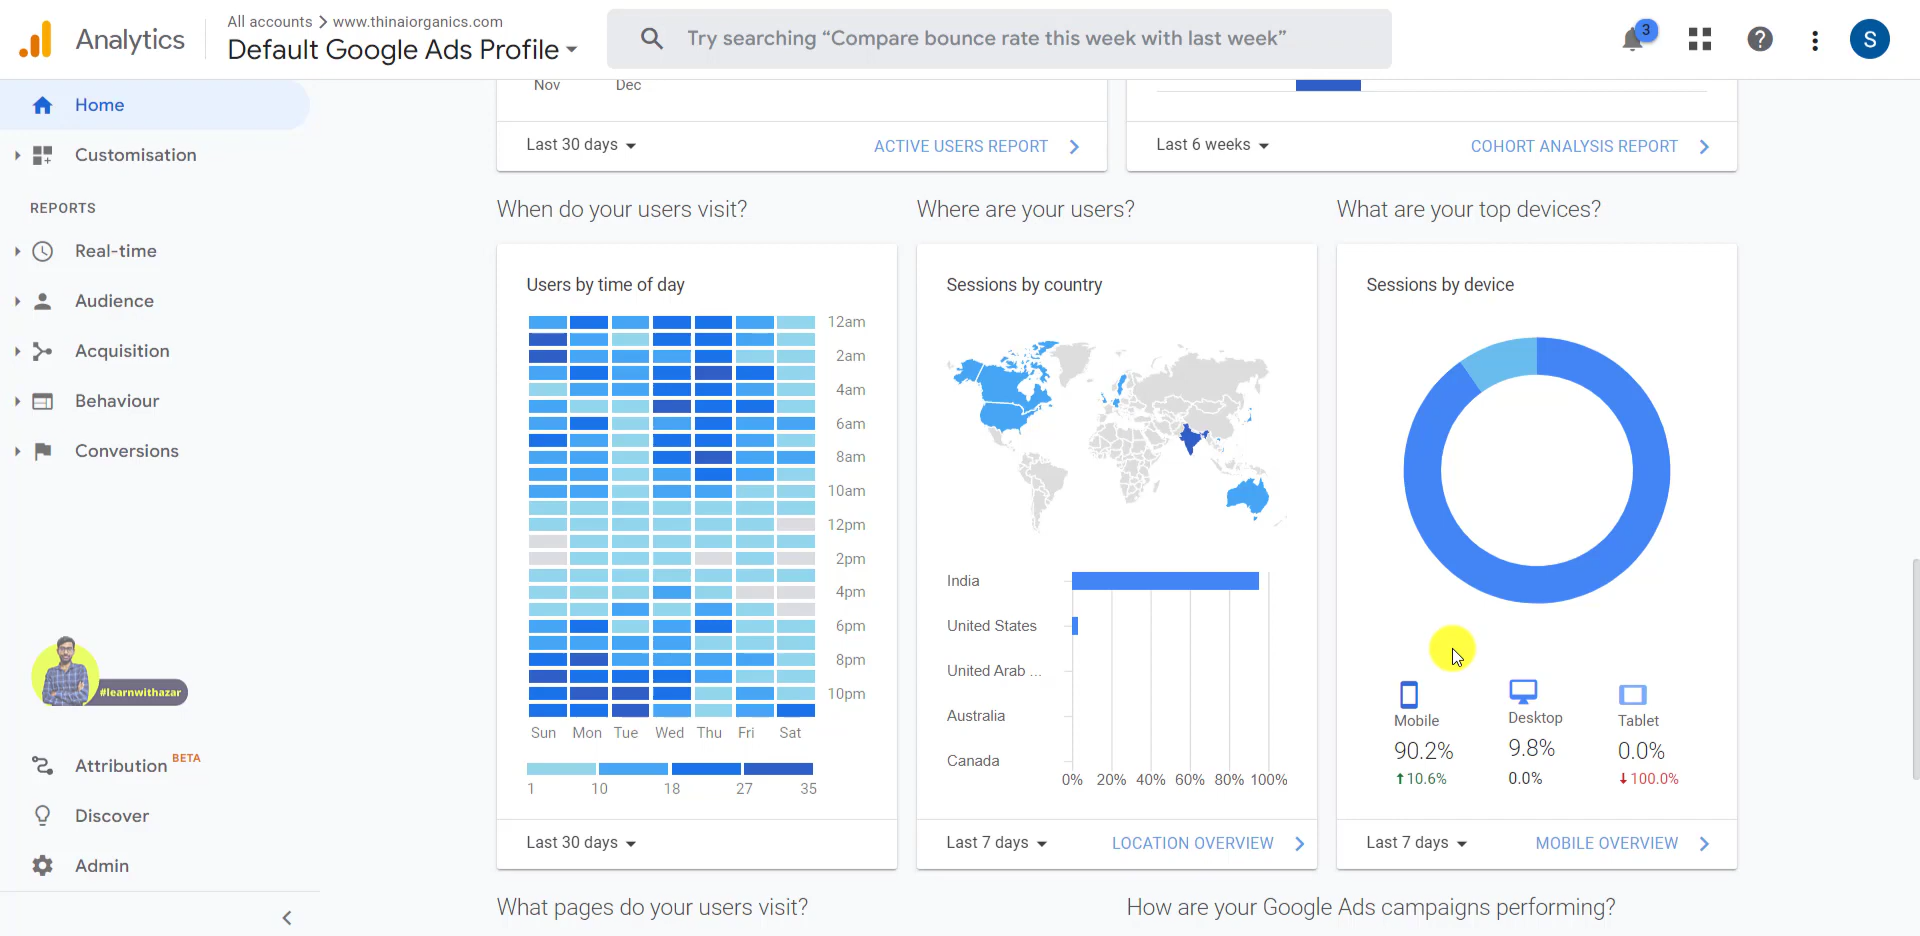 Analytics
All accounts > www.thinaiorganics.com
Default Google Ads Profile
Try searching “Compare bounce rate this week with last week”
3
S
Home
Customisation
REPORTS
Real-time
Audience
Acquisition
Behaviour
Conversions
#learnwithazar
Attribution BETA
Discover
Admin
Nov Dec
Last 30 days ACTIVE USERS REPORT
Last 6 weeks COHORT ANALYSIS REPORT
When do your users visit?
Users by time of day
12am
2am
4am
6am
8am
10am
12pm
2pm
4pm
6pm
8pm
10pm
Sun Mon Tue Wed Thu Fri Sat
1 10 18 27 35
Last 30 days
Where are your users?
Sessions by country
India
United States
United Arab ...
Australia
Canada
0% 20% 40% 60% 80% 100%
Last 7 days LOCATION OVERVIEW
What are your top devices?
Sessions by device
Mobile Desktop Tablet
90.2% 9.8% 0.0%
10.6% 0.0% 100.0%
Last 7 days MOBILE OVERVIEW
What pages do your users visit?
How are your Google Ads campaigns performing?